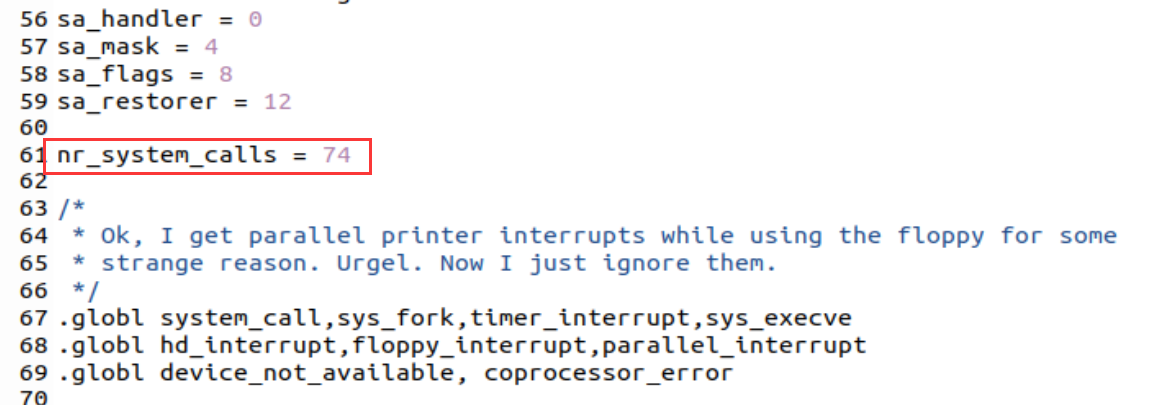 56 sa_handler = 0
57 sa_mask = 4
58 sa_flags = 8
59 sa_restorer = 12
60
61 nr_system_calls = 74
62
63 /*
64  * Ok, I get parallel printer interrupts while using the floppy for some
65  * strange reason. Urgel. Now I just ignore them.
66  */
67 .globl system_call,sys_fork,timer_interrupt,sys_execve
68 .globl hd_interrupt,floppy_interrupt,parallel_interrupt
69 .globl device_not_available, coprocessor_error
70